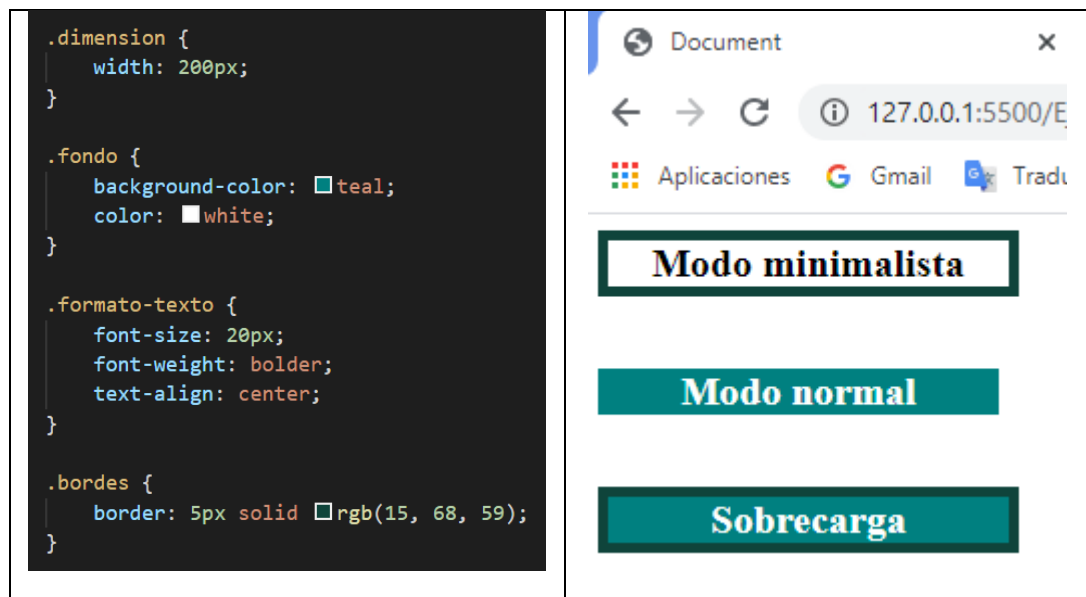 .dimension {
    width: 200px;
}
.fondo {
    background-color: teal;
    color: white;
}
.formato-texto {
    font-size: 20px;
    font-weight: bolder;
    text-align: center;
}
.bordes {
    border: 5px solid rgb(15, 68, 59);
}
Document
127.0.0.1:5500/E
Aplicaciones G Gmail Tradu
Modo minimalista
Modo normal
Sobrecarga